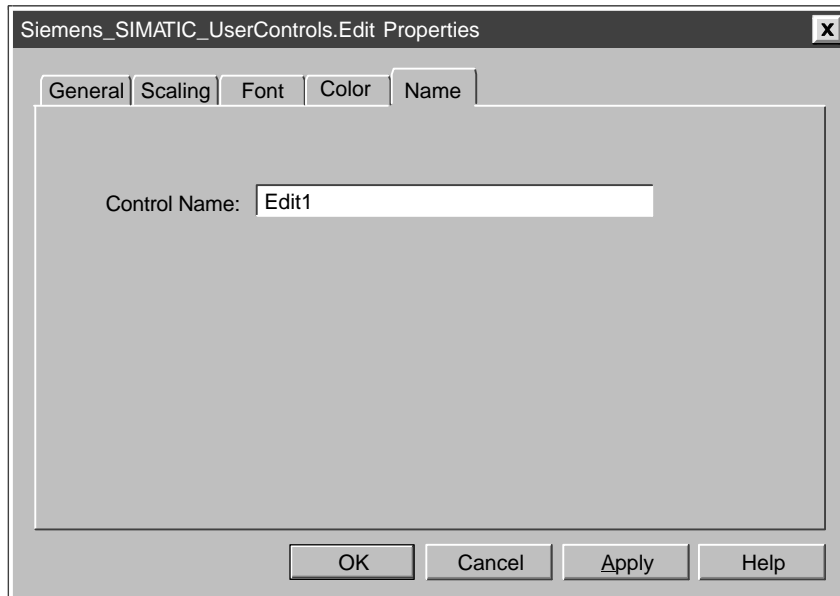 Siemens_SIMATIC_UserControls.Edit Properties
X
General Scaling Font Color Name
Control Name: Edit1
OK Cancel Apply Help